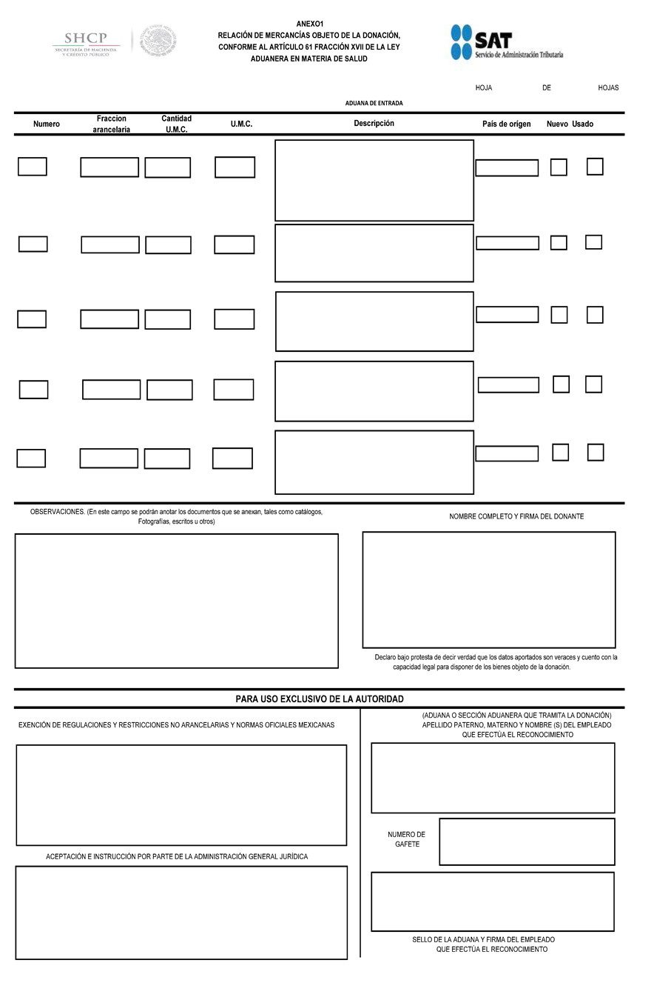 ANEXO1
RELACIÓN DE MERCANCÍAS OBJETO DE LA DONACIÓN,
CONFORME AL ARTÍCULO 61 FRACCIÓN XVII DE LA LEY
ADUANERA EN MATERIA DE SALUD
SHCP
SECRETARÍA DE HACIENDA
Y CRÉDITO PÚBLICO
SAT
Servicio de Administración Tributaria
HOJA DE HOJAS
ADUANA DE ENTRADA
Numero Fraccion arancelaria Cantidad U.M.C. U.M.C. Descripción País de orígen Nuevo Usado
OBSERVACIONES. (En este campo se podrán anotar los documentos que se anexan, tales como catálogos,
Fotografías, escritos u otros)
NOMBRE COMPLETO Y FIRMA DEL DONANTE
Declaro bajo protesta de decir verdad que los datos aportados son veraces y cuento con la
capacidad legal para disponer de los bienes objeto de la donación.
PARA USO EXCLUSIVO DE LA AUTORIDAD
EXENCIÓN DE REGULACIONES Y RESTRICCIONES NO ARANCELARIAS Y NORMAS OFICIALES MEXICANAS
(ADUANA O SECCIÓN ADUANERA QUE TRAMITA LA DONACIÓN)
APELLIDO PATERNO, MATERNO Y NOMBRE (S) DEL EMPLEADO
QUE EFECTÚA EL RECONOCIMIENTO
NUMERO DE
GAFETE
ACEPTACIÓN E INSTRUCCIÓN POR PARTE DE LA ADMINISTRACIÓN GENERAL JURÍDICA
SELLO DE LA ADUANA Y FIRMA DEL EMPLEADO
QUE EFECTÚA EL RECONOCIMIENTO